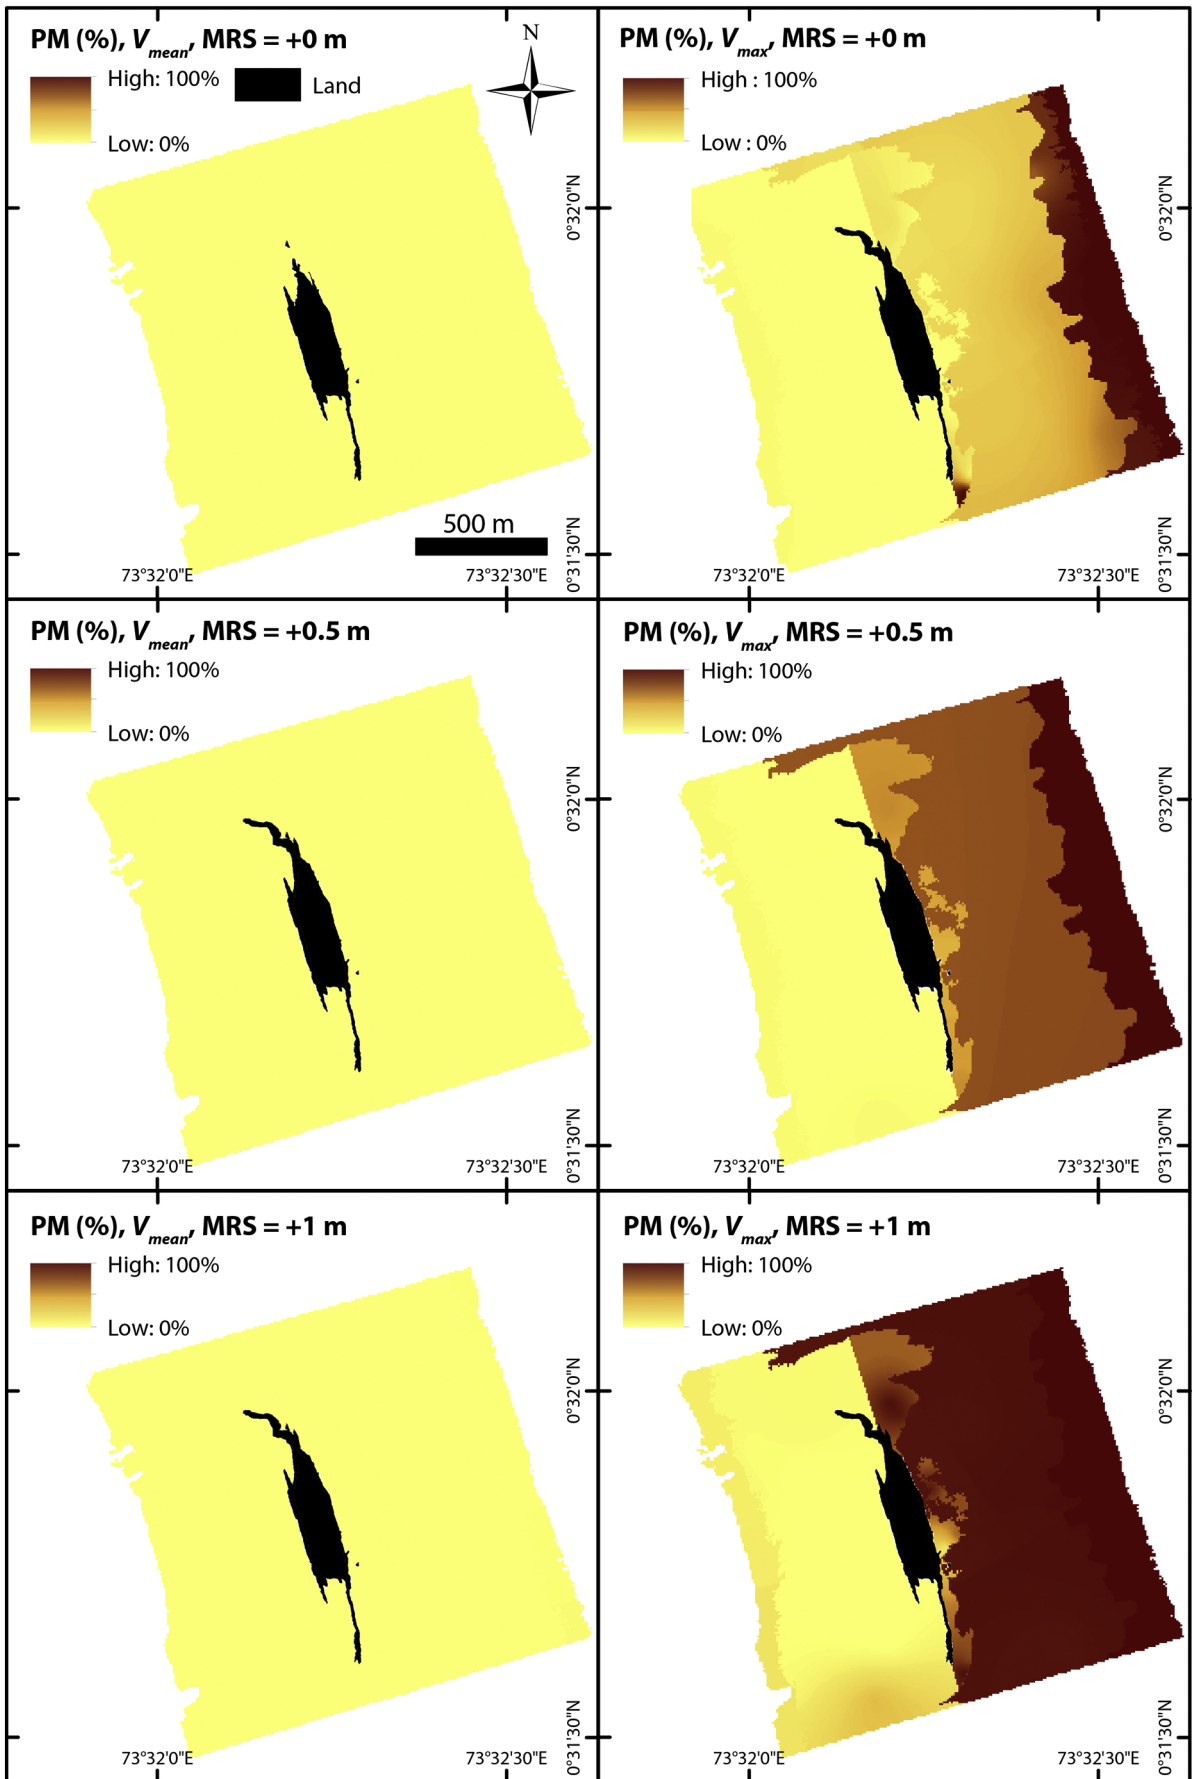 PM (%), Vmean, MRS = +0 m
N
High: 100%
Land
Low: 0%
0°32'0"N
500 m
0°31'30"N
73°32'0"E
73°32'30"E
PM (%), Vmax, MRS = +0 m
High : 100%
Low : 0%
0°32'0"N
0°31'30"N
73°32'0"E
73°32'30"E
PM (%), Vmean, MRS = +0.5 m
High: 100%
Low: 0%
0°32'0"N
0°31'30"N
73°32'0"E
73°32'30"E
PM (%), Vmax, MRS = +0.5 m
High: 100%
Low: 0%
0°32'0"N
0°31'30"N
73°32'0"E
73°32'30"E
PM (%), Vmean, MRS = +1 m
High: 100%
Low: 0%
0°32'0"N
0°31'30"N
73°32'0"E
73°32'30"E
PM (%), Vmax, MRS = +1 m
High: 100%
Low: 0%
0°32'0"N
0°31'30"N
73°32'0"E
73°32'30"E